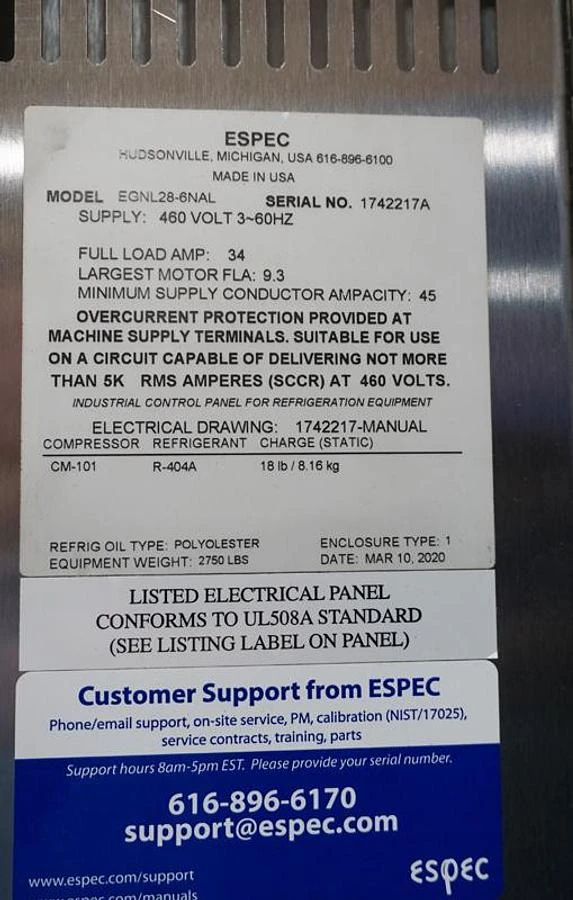 ESPEC
HUDSONVILLE, MICHIGAN, USA 616-896-6100
MADE IN USA
MODEL EGNL28-6NAL SERIAL NO. 1742217A
SUPPLY: 460 VOLT 3~60HZ
FULL LOAD AMP: 34
LARGEST MOTOR FLA: 9.3
MINIMUM SUPPLY CONDUCTOR AMPACITY: 45
OVERCURRENT PROTECTION PROVIDED AT
MACHINE SUPPLY TERMINALS. SUITABLE FOR USE
ON A CIRCUIT CAPABLE OF DELIVERING NOT MORE
THAN 5K RMS AMPERES (SCCR) AT 460 VOLTS.
INDUSTRIAL CONTROL PANEL FOR REFRIGERATION EQUIPMENT
ELECTRICAL DRAWING: 1742217-MANUAL
COMPRESSOR REFRIGERANT CHARGE (STATIC)
CM-101 R-404A 18 lb / 8.16 kg
REFRIG OIL TYPE: POLYOLESTER ENCLOSURE TYPE: 1
EQUIPMENT WEIGHT: 2750 LBS DATE: MAR 10, 2020
LISTED ELECTRICAL PANEL
CONFORMS TO UL508A STANDARD
(SEE LISTING LABEL ON PANEL)
Customer Support from ESPEC
Phone/email support, on-site service, PM, calibration (NIST/17025),
service contracts, training, parts
Support hours 8am-5pm EST. Please provide your serial number.
616-896-6170
support@espec.com
www.espec.com/support
espec
.com/manuals